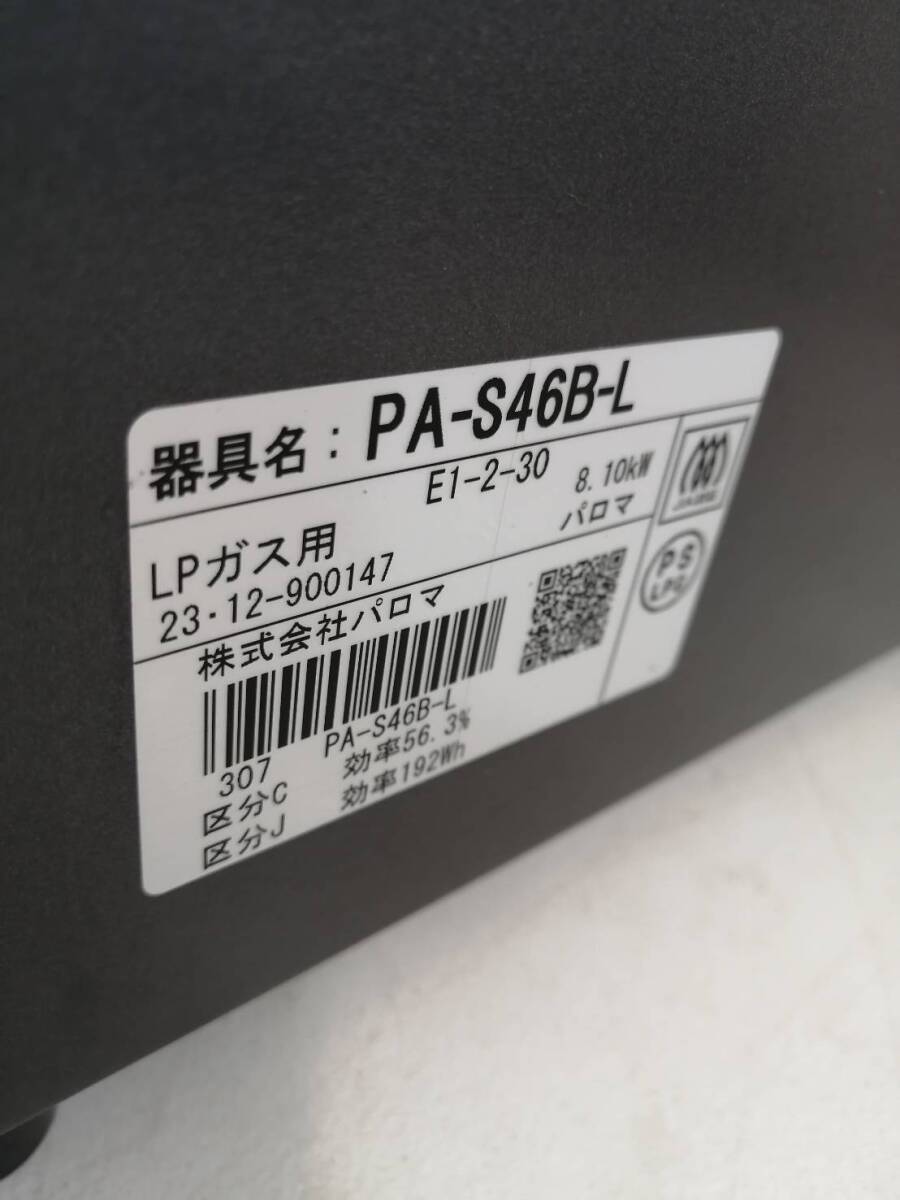 器具名：PA-S46B-L
E1-2-30
8.10kW
LPガス用
パロマ
23・12-900147
株式会社パロマ
PS
LPG
307
PA-S46B-L
区分C 効率56.3%
区分J 効率192Wh